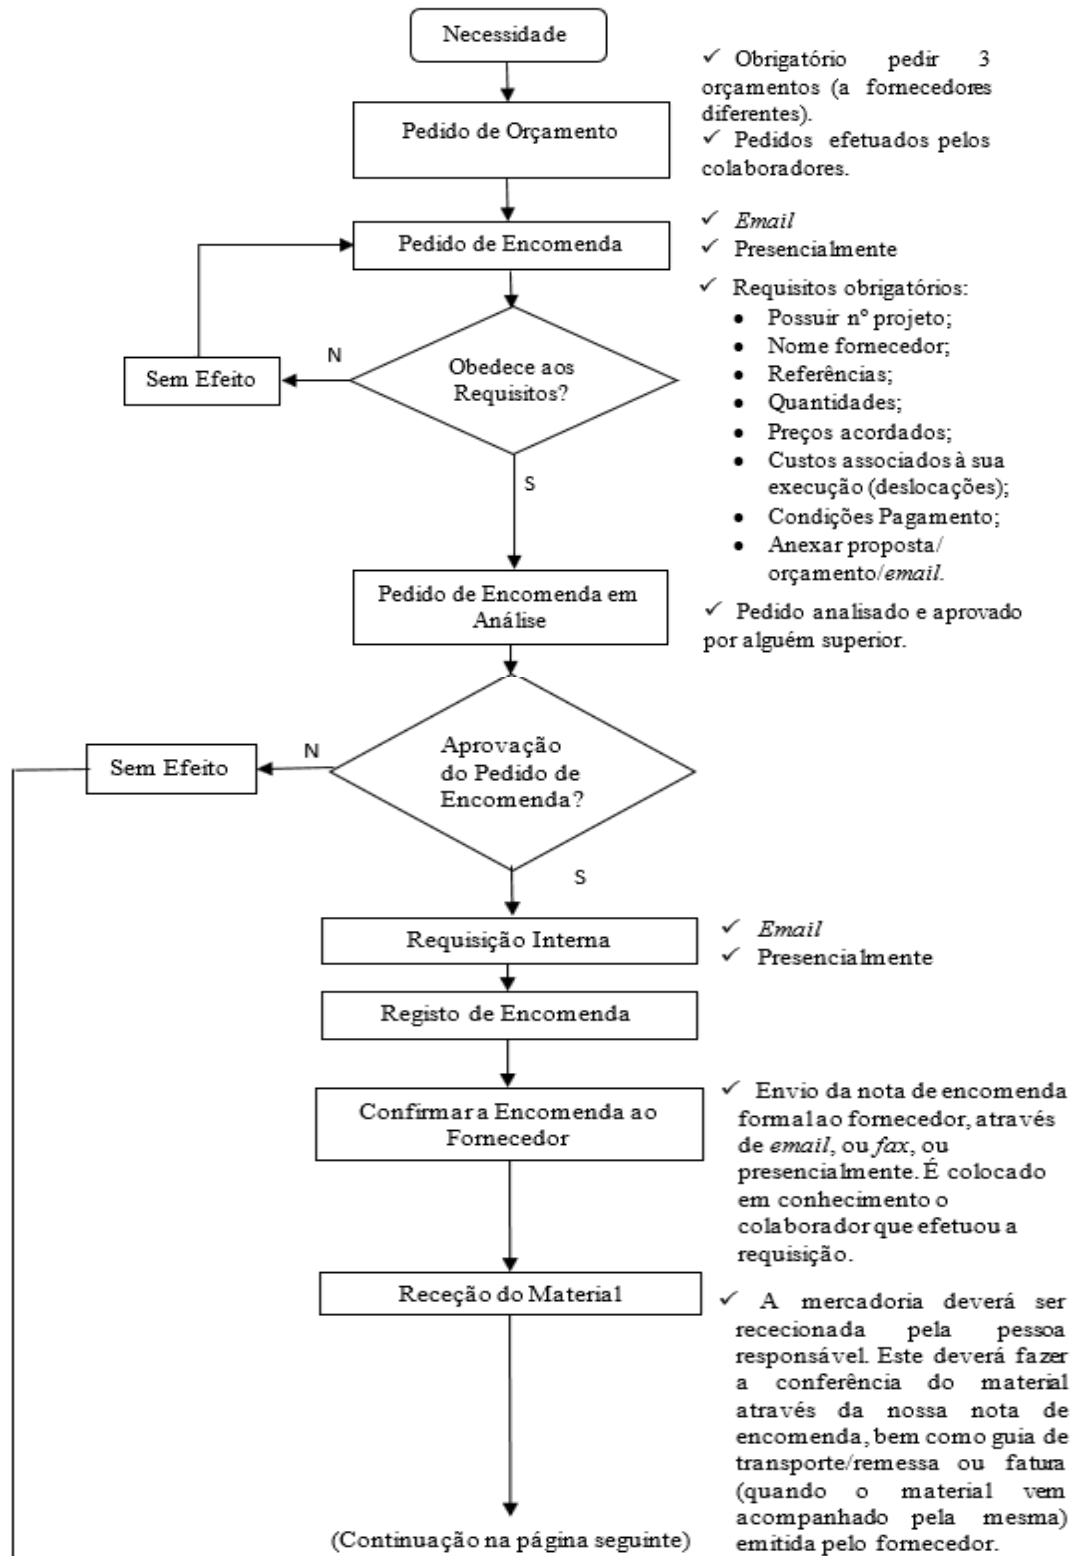 Necessidade
✓ Obrigatório pedir 3
orçamentos (a fornecedores
diferentes).
Pedido de Orçamento
✓ Pedidos efetuados pelos
colaboradores.
✓ Email
Pedido de Encomenda
✓ Presencialmente
✓ Requisitos obrigatórios:
• Possuir nº projeto;
• Nome fornecedor;
• Referências;
• Quantidades;
• Preços acordados;
• Custos associados à sua
execução (deslocações);
• Condições Pagamento;
• Anexar proposta/
orçamento/email.
N
Sem Efeito
Obedece aos
Requisitos?
S
Pedido de Encomenda em
Análise
✓ Pedido analisado e aprovado
por alguém superior.
Aprovação
do Pedido de
Encomenda?
N
Sem Efeito
S
Requisição Interna
✓ Email
✓ Presencialmente
Registo de Encomenda
Confirmar a Encomenda ao
Fornecedor
✓ Envio da nota de encomenda
formal ao fornecedor, através
de email, ou fax, ou
presencialmente. É colocado
em conhecimento o
colaborador que efetuou a
requisição.
Receção do Material
✓ A mercadoria deverá ser
rececionada pela pessoa
responsável. Este deverá fazer
a conferência do material
através da nossa nota de
encomenda, bem como guia de
transporte/remessa ou fatura
(quando o material vem
acompanhado pela mesma)
emitida pelo fornecedor.
(Continuação na página seguinte)